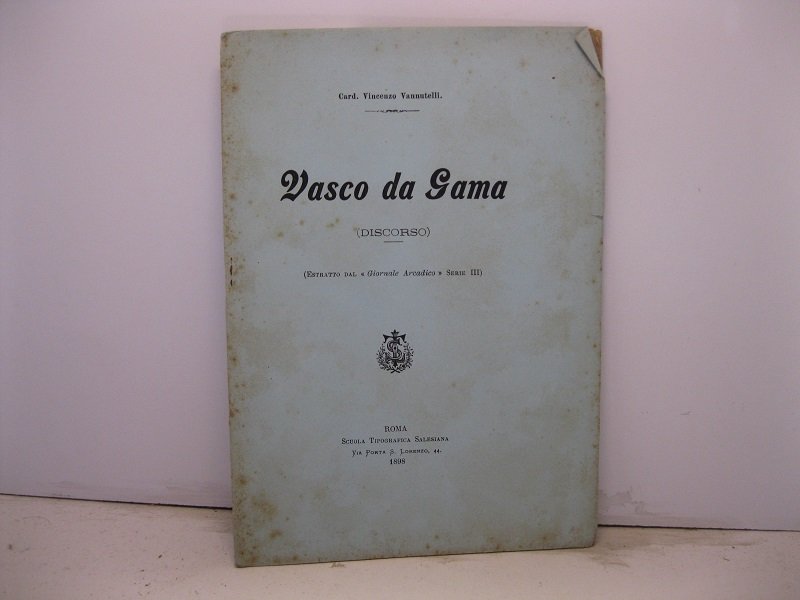 Card. Vincenzo Vannutelli.
Vasco da Gama
(DISCORSO)
(ESTRATTO DAL « Giornale Arcadico » SERIE III)
ROMA
SCUOLA TIPOGRAFICA SALESIANA
VIA PORTA S. LORENZO, 44.
1898